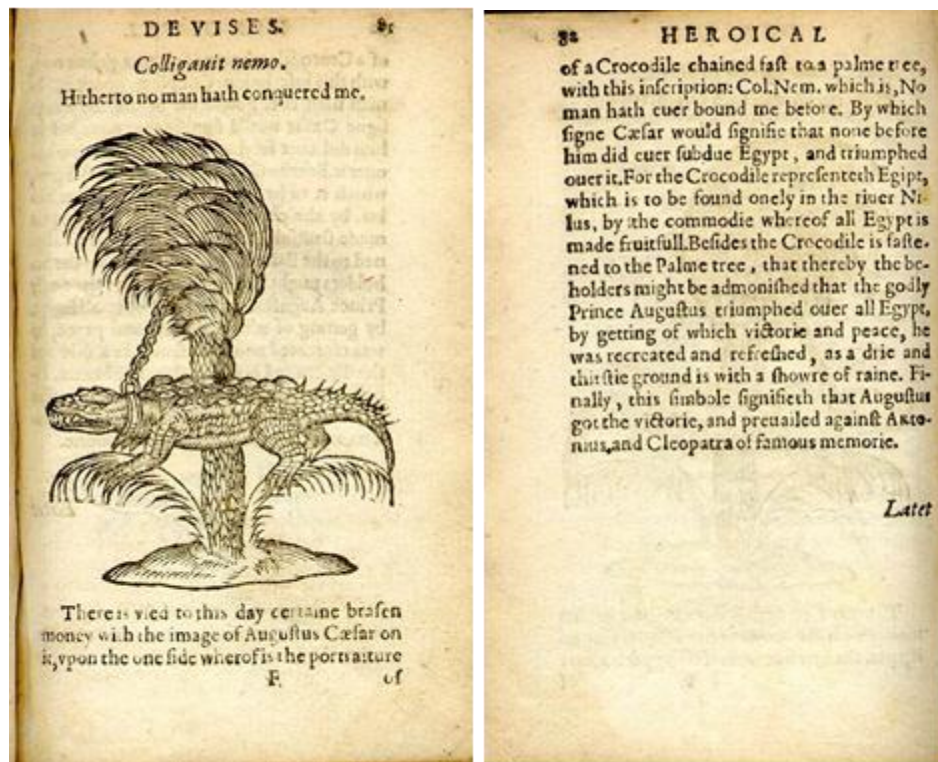 DEVISES. 81
Colligauit nemo.
Hitherto no man hath conquered me.
There is vsed to this day certaine brasen
money with the image of Augustus Cæsar on
it, vpon the one side wherof is the portraiture
F. of
82 HEROICAL
of a Crocodile chained faſt to a palme tree,
with this inſcription: Col. Nem. which is, No
man hath euer bound me before. By which
ſigne Cæſar would ſignifie that none before
him did euer ſubdue Egypt, and triumphed
ouer it. For the Crocodile repreſenteth Egipt,
which is to be found onely in the riuer Ni-
lus, by the commodie whereof all Egypt is
made fruitfull. Beſides the Crocodile is faſte-
ned to the Palme tree, that thereby the be-
holders might be admoniſhed that the godly
Prince Auguſtus triumphed ouer all Egypt,
by getting of which victorie and peace, he
was recreated and refreſhed, as a drie and
thirſtie ground is with a ſhowre of raine. Fi-
nally, this ſimbole ſignifieth that Auguſtus
got the victorie, and preuailed againſt Anto-
nius, and Cleopatra of famous memorie.
Latet